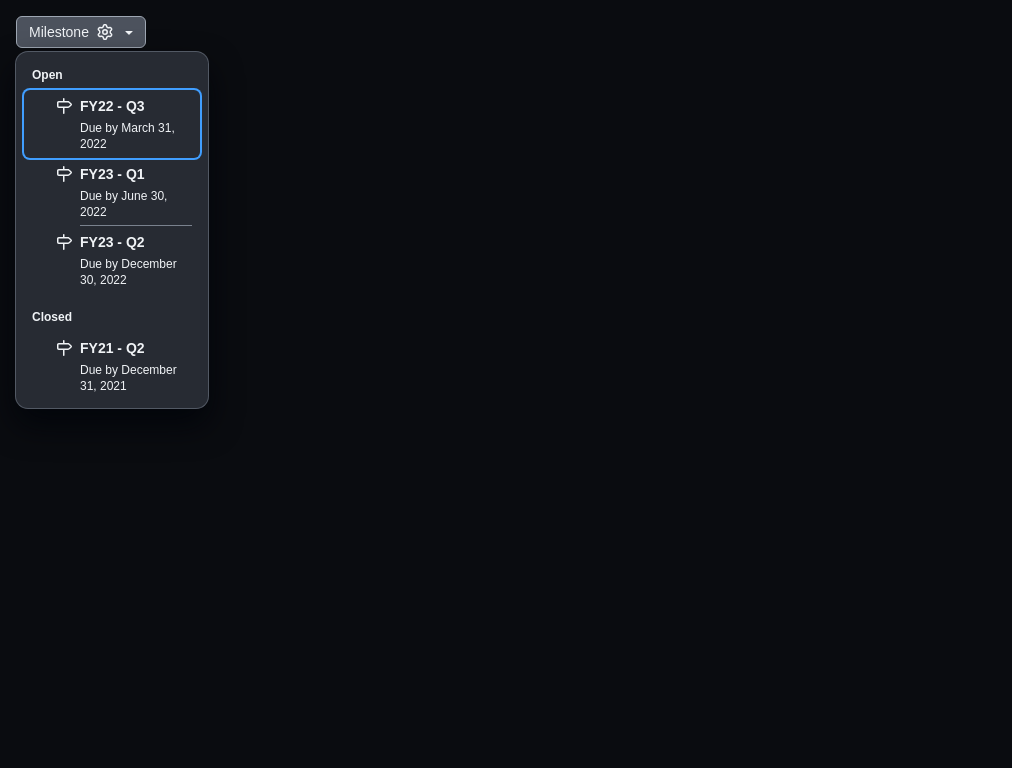 Milestone
Open
FY22 - Q3
Due by March 31,
2022
FY23 - Q1
Due by June 30,
2022
FY23 - Q2
Due by December
30, 2022
Closed
FY21 - Q2
Due by December
31, 2021